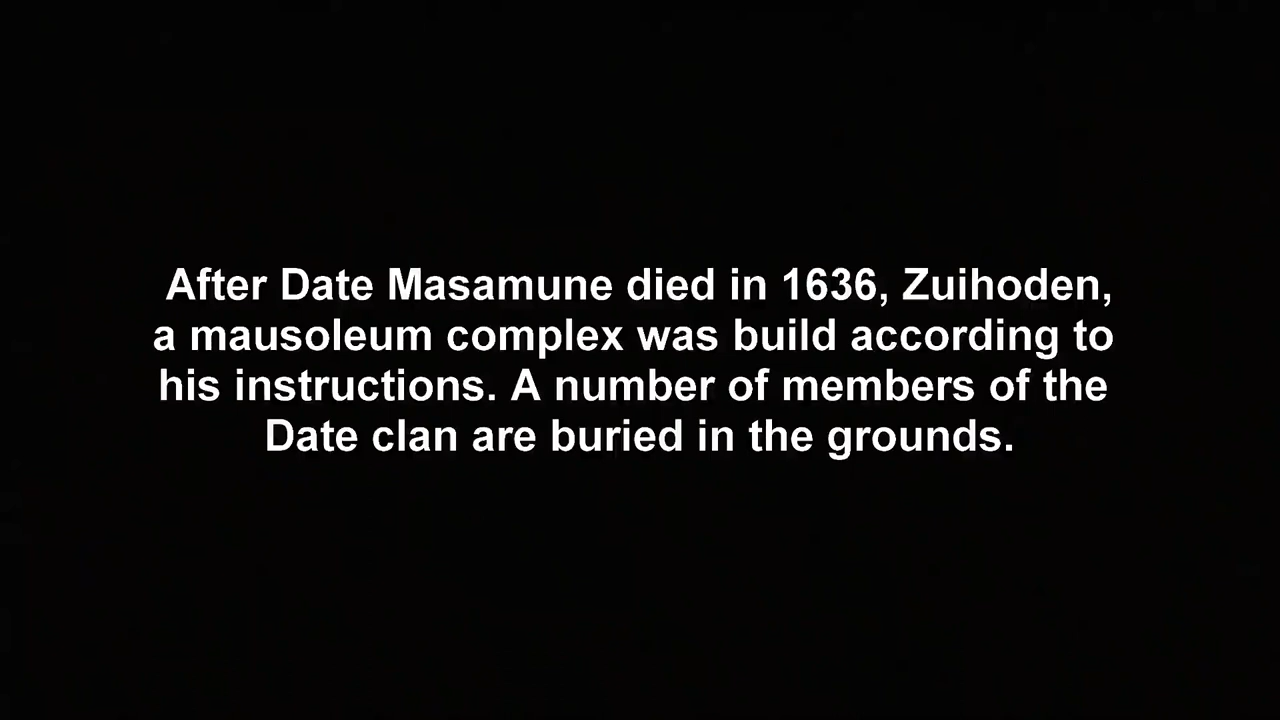 After Date Masamune died in 1636, Zuihoden,
a mausoleum complex was build according to
his instructions. A number of members of the
Date clan are buried in the grounds.